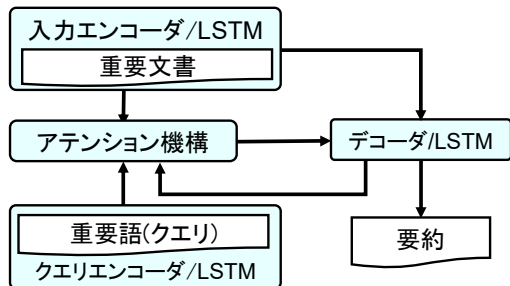 入力エンコーダ/LSTM
重要文書
アテンション機構
デコーダ/LSTM
重要語(クエリ)
要約
クエリエンコーダ/LSTM